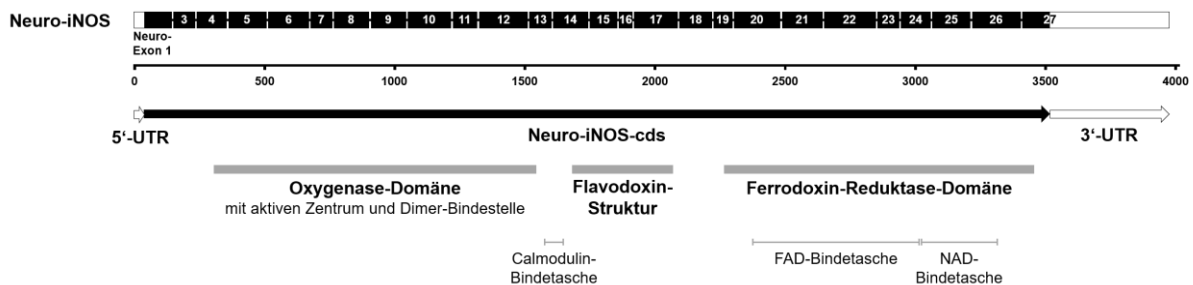 Neuro-iNOS 3 4 5 6 7 8 9 10 11 12 13 14 15 16 17 18 19 20 21 22 23 24 25 26 27
Neuro-
Exon 1
0 500 1000 1500 2000 2500 3000 3500 4000
5‘-UTR Neuro-iNOS-cds 3‘-UTR
Oxygenase-Domäne
mit aktiven Zentrum und Dimer-Bindestelle
Flavodoxin-
Struktur
Ferrodoxin-Reduktase-Domäne
Calmodulin-
Bindetasche
FAD-Bindetasche
NAD-
Bindetasche